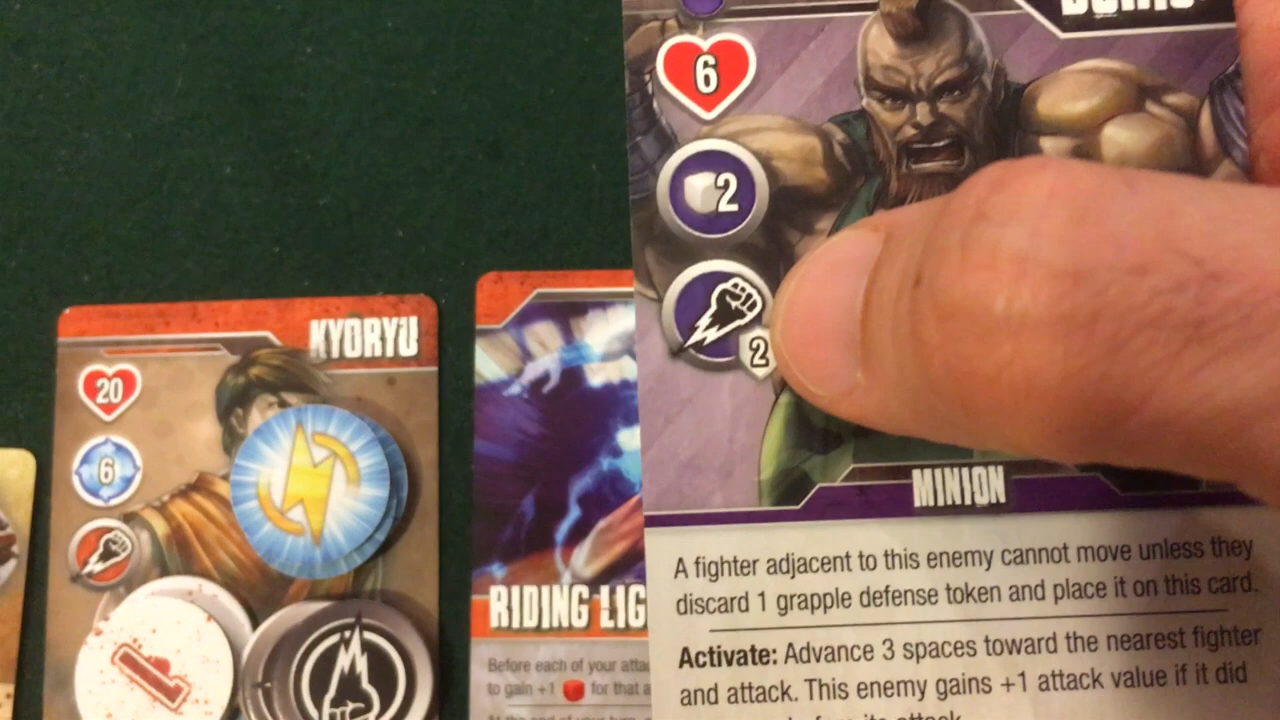 6
2
2
MINION
A fighter adjacent to this enemy cannot move unless they
discard 1 grapple defense token and place it on this card.
Activate: Advance 3 spaces toward the nearest fighter
and attack. This enemy gains +1 attack value if it did
before its attack
KYORYU
20
6
RIDING LIG
Before each of your atta
to gain +1 for that a